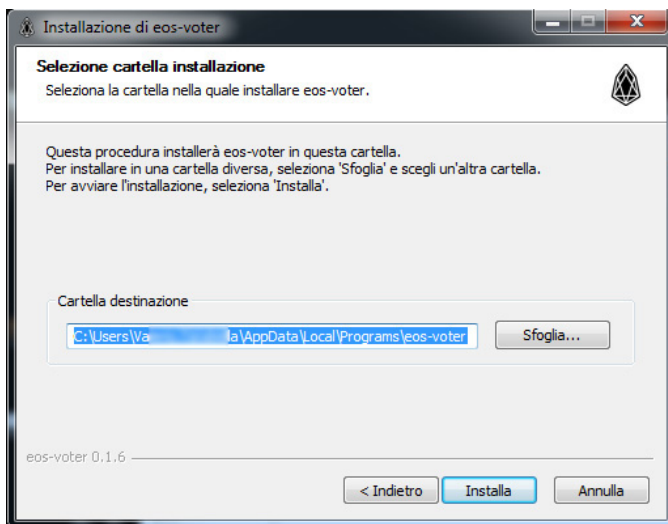 Installazione di eos-voter
Selezione cartella installazione
Seleziona la cartella nella quale installare eos-voter.
Questa procedura installerà eos-voter in questa cartella.
Per installare in una cartella diversa, seleziona 'Sfoglia' e scegli un'altra cartella.
Per avviare l'installazione, seleziona 'Installa'.
Cartella destinazione
C:\Users\Va la\AppData\Local\Programs\eos-voter
Sfoglia...
eos-voter 0.1.6
< Indietro
Installa
Annulla